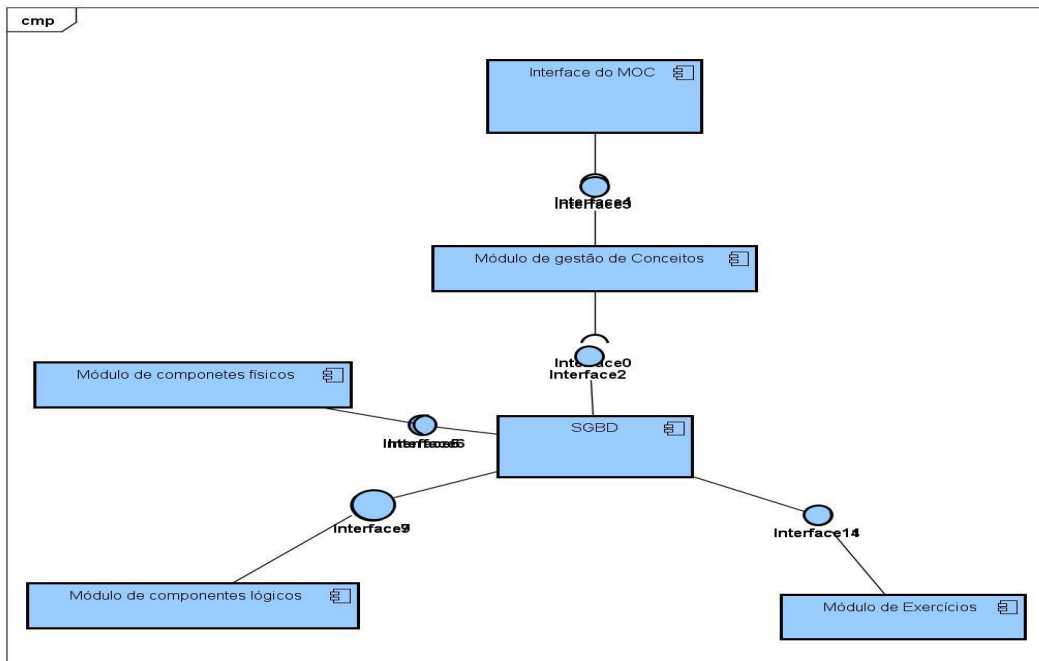 cmp
Interface do MOC
Módulo de gestão de Conceitos
Interface0
Interface2
Módulo de componetes físicos
SGBD
Módulo de componentes lógicos
Módulo de Exercícios